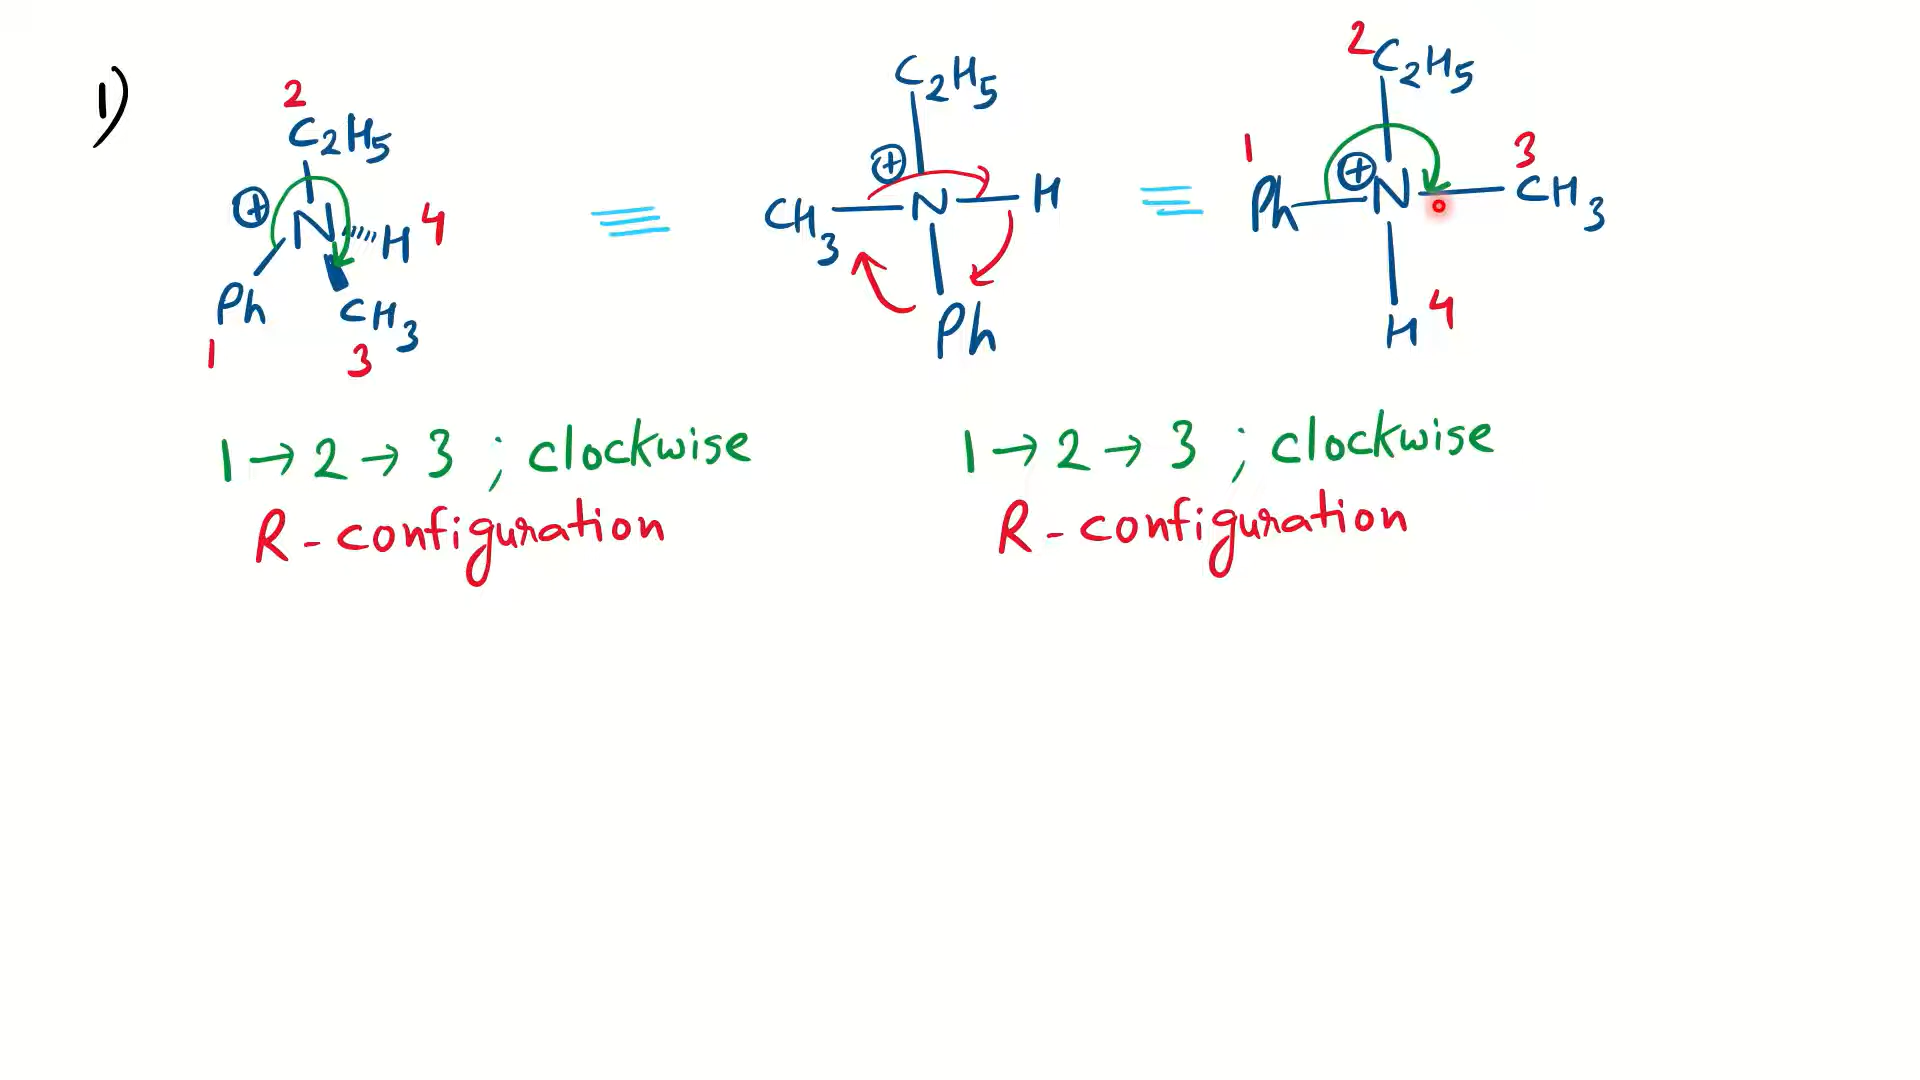 1)
2
C2H5
⊕
N
H 4
Ph
CH3
1
3
≡
C2H5
⊕
CH3
N
H
Ph
≡
2
C2H5
1
3
Ph
⊕
N
CH3
H 4
1 → 2 → 3 ; clockwise
R - configuration
1 → 2 → 3 ; clockwise
R - configuration